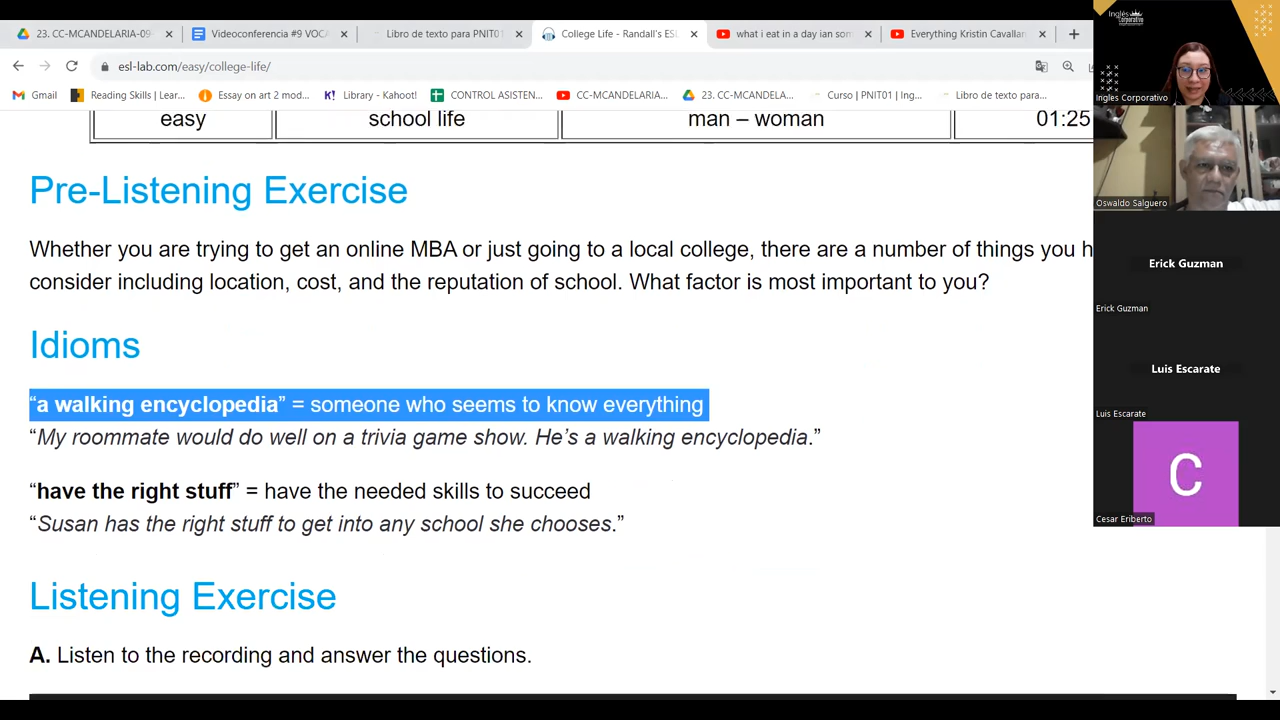 23. CC-MCANDELARIA-09-
Videoconferencia #9 VOCA
Libro de texto para PNIT01
College Life - Randall's ESL
what i eat in a day ian som
Everything Kristin Cavallar
esl-lab.com/easy/college-life/
Gmail
Reading Skills | Lear...
Essay on art 2 mod...
Library - Kahoot!
CONTROL ASISTEN...
CC-MCANDELARIA...
23. CC-MCANDELA...
Curso | PNIT01 | Ing...
Libro de texto para...
easy
school life
man – woman
01:25
Pre-Listening Exercise
Whether you are trying to get an online MBA or just going to a local college, there are a number of things you h
consider including location, cost, and the reputation of school. What factor is most important to you?
Idioms
“a walking encyclopedia” = someone who seems to know everything
“My roommate would do well on a trivia game show. He’s a walking encyclopedia.”
“have the right stuff” = have the needed skills to succeed
“Susan has the right stuff to get into any school she chooses.”
Listening Exercise
A. Listen to the recording and answer the questions.
Inglés
Corporativo
Ingles Corporativo
Oswaldo Salguero
Erick Guzman
Erick Guzman
Luis Escarate
Luis Escarate
C
Cesar Eriberto